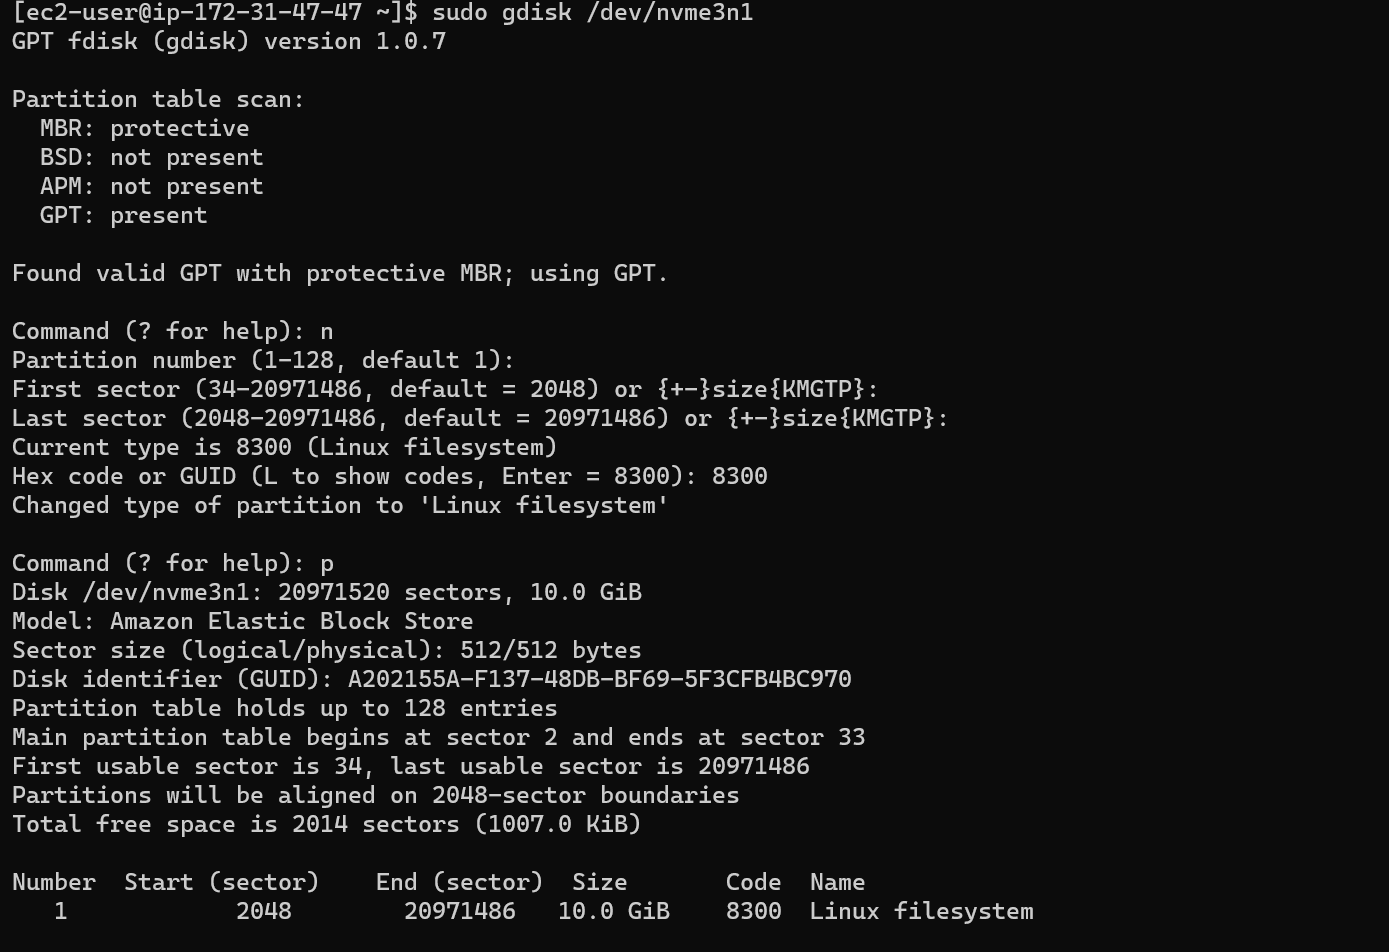 [ec2-user@ip-172-31-47-47 ~]$ sudo gdisk /dev/nvme3n1
GPT fdisk (gdisk) version 1.0.7
Partition table scan:
  MBR: protective
  BSD: not present
  APM: not present
  GPT: present
Found valid GPT with protective MBR; using GPT.
Command (? for help): n
Partition number (1-128, default 1):
First sector (34-20971486, default = 2048) or {+-}size{KMGTP}:
Last sector (2048-20971486, default = 20971486) or {+-}size{KMGTP}:
Current type is 8300 (Linux filesystem)
Hex code or GUID (L to show codes, Enter = 8300): 8300
Changed type of partition to 'Linux filesystem'
Command (? for help): p
Disk /dev/nvme3n1: 20971520 sectors, 10.0 GiB
Model: Amazon Elastic Block Store
Sector size (logical/physical): 512/512 bytes
Disk identifier (GUID): A202155A-F137-48DB-BF69-5F3CFB4BC970
Partition table holds up to 128 entries
Main partition table begins at sector 2 and ends at sector 33
First usable sector is 34, last usable sector is 20971486
Partitions will be aligned on 2048-sector boundaries
Total free space is 2014 sectors (1007.0 KiB)
Number  Start (sector)    End (sector)  Size       Code  Name
   1            2048        20971486   10.0 GiB    8300  Linux filesystem